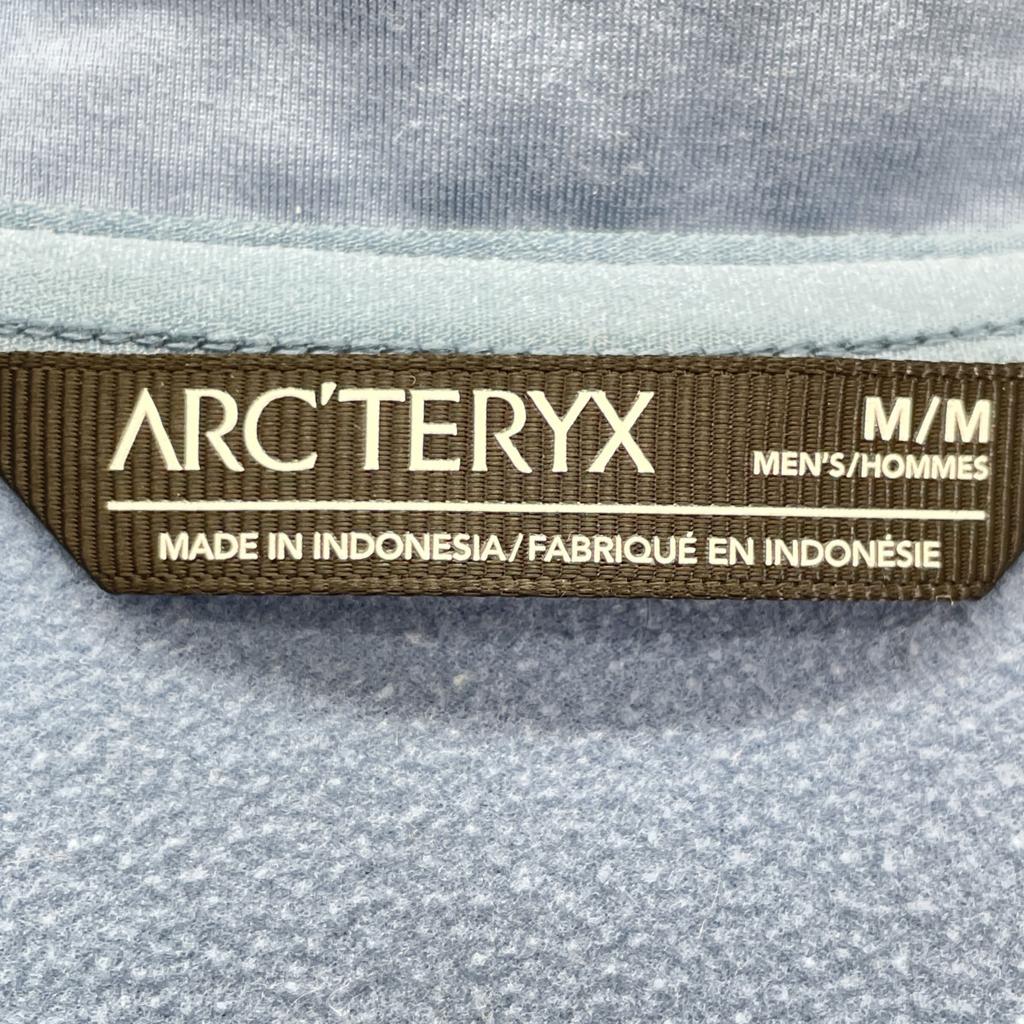 ARC'TERYX
M/M
MEN'S/HOMMES
MADE IN INDONESIA/FABRIQUÉ EN INDONÉSIE